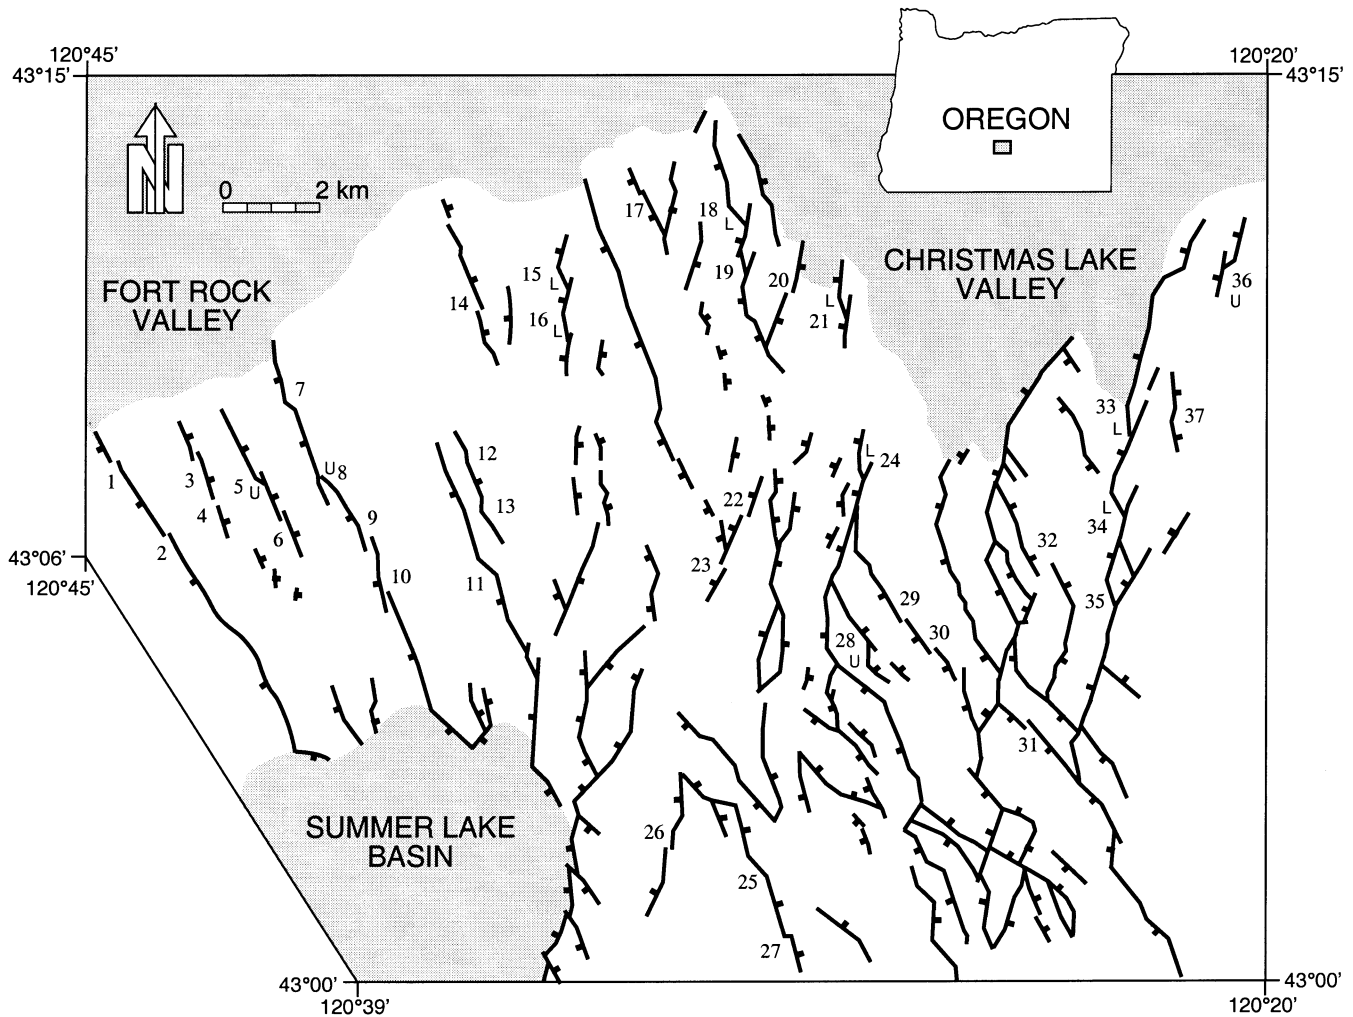 120°45'
120°20'
43°15'
43°15'
OREGON
N
0 2 km
17
18
L
CHRISTMAS LAKE
VALLEY
15
L
19
20
36
U
FORT ROCK
VALLEY
14
16
L
L
21
7
33
L
37
12
L
24
1
3
5
U
U8
22
13
L
34
4
9
2
6
32
43°06'
120°45'
23
10
11
29
35
30
28
U
31
SUMMER LAKE
BASIN
26
25
27
43°00'
43°00'
120°39'
120°20'